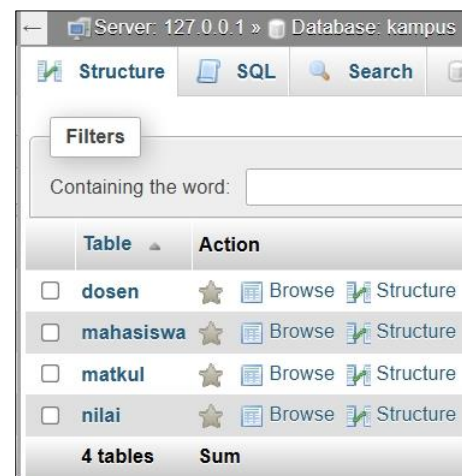 ← Server: 127.0.0.1 » Database: kampus
Structure SQL Search
Filters
Containing the word:
Table Action
dosen Browse Structure
mahasiswa Browse Structure
matkul Browse Structure
nilai Browse Structure
4 tables Sum